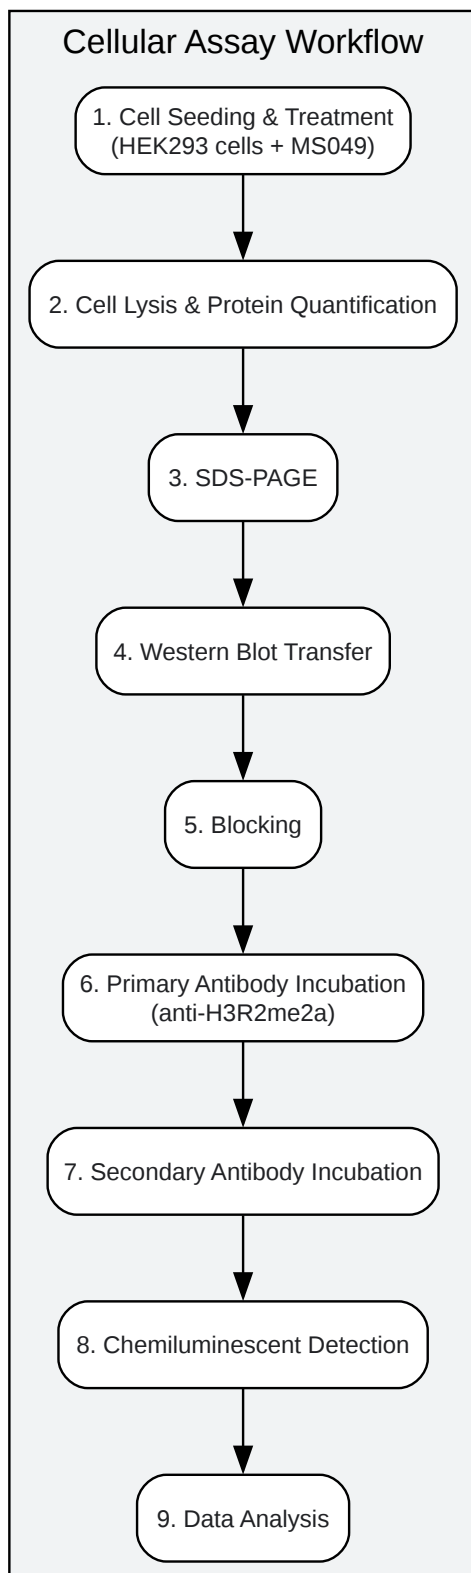 Cellular Assay Workflow
1. Cell Seeding & Treatment
(HEK293 cells + MS049)
2. Cell Lysis & Protein Quantification
3. SDS-PAGE
4. Western Blot Transfer
5. Blocking
6. Primary Antibody Incubation
(anti-H3R2me2a)
7. Secondary Antibody Incubation
8. Chemiluminescent Detection
9. Data Analysis